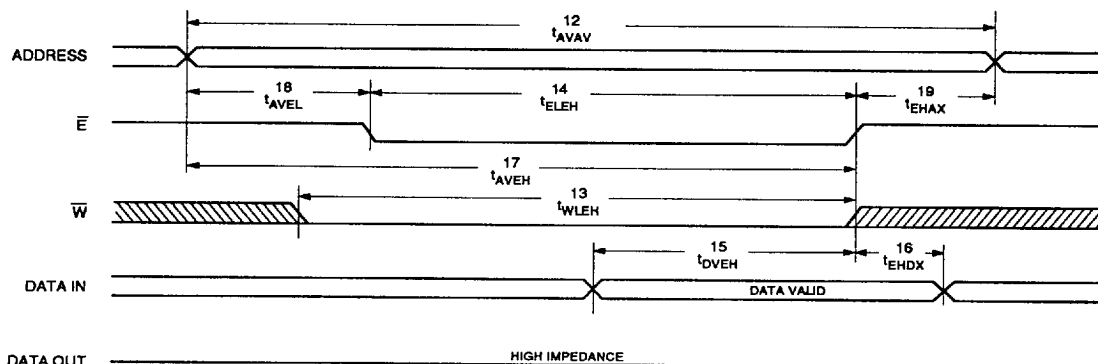 12
tAVAV
ADDRESS
18
tAVEL
14
tELEH
19
tEHAX
E
17
tAVEH
13
tWLEH
W
15
tDVEH
16
tEHDX
DATA IN
DATA VALID
DATA OUT
HIGH IMPEDANCE